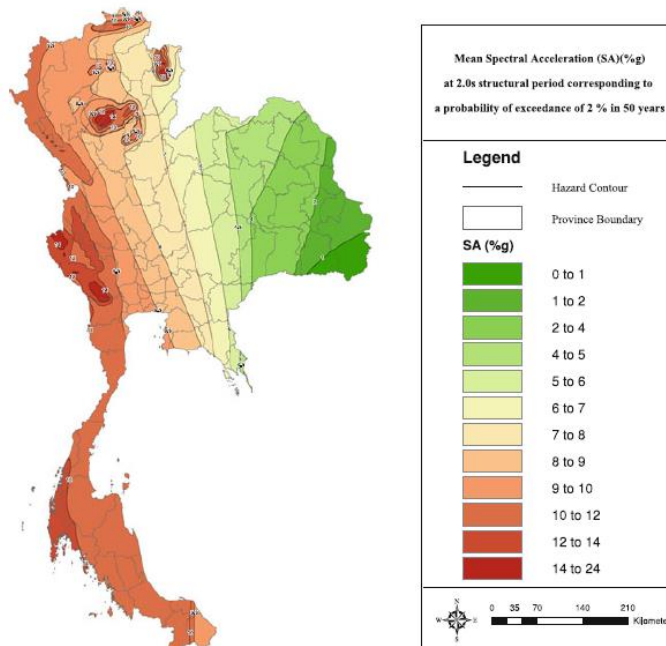 Mean Spectral Acceleration (SA)(%g)
at 2.0s structural period corresponding to
a probability of exceedance of 2 % in 50 years
Legend
Hazard Contour
Province Boundary
SA (%g)
0 to 1
1 to 2
2 to 4
4 to 5
5 to 6
6 to 7
7 to 8
8 to 9
9 to 10
10 to 12
12 to 14
14 to 24
N
W E
S
0 35 70 140 210
Kilomete